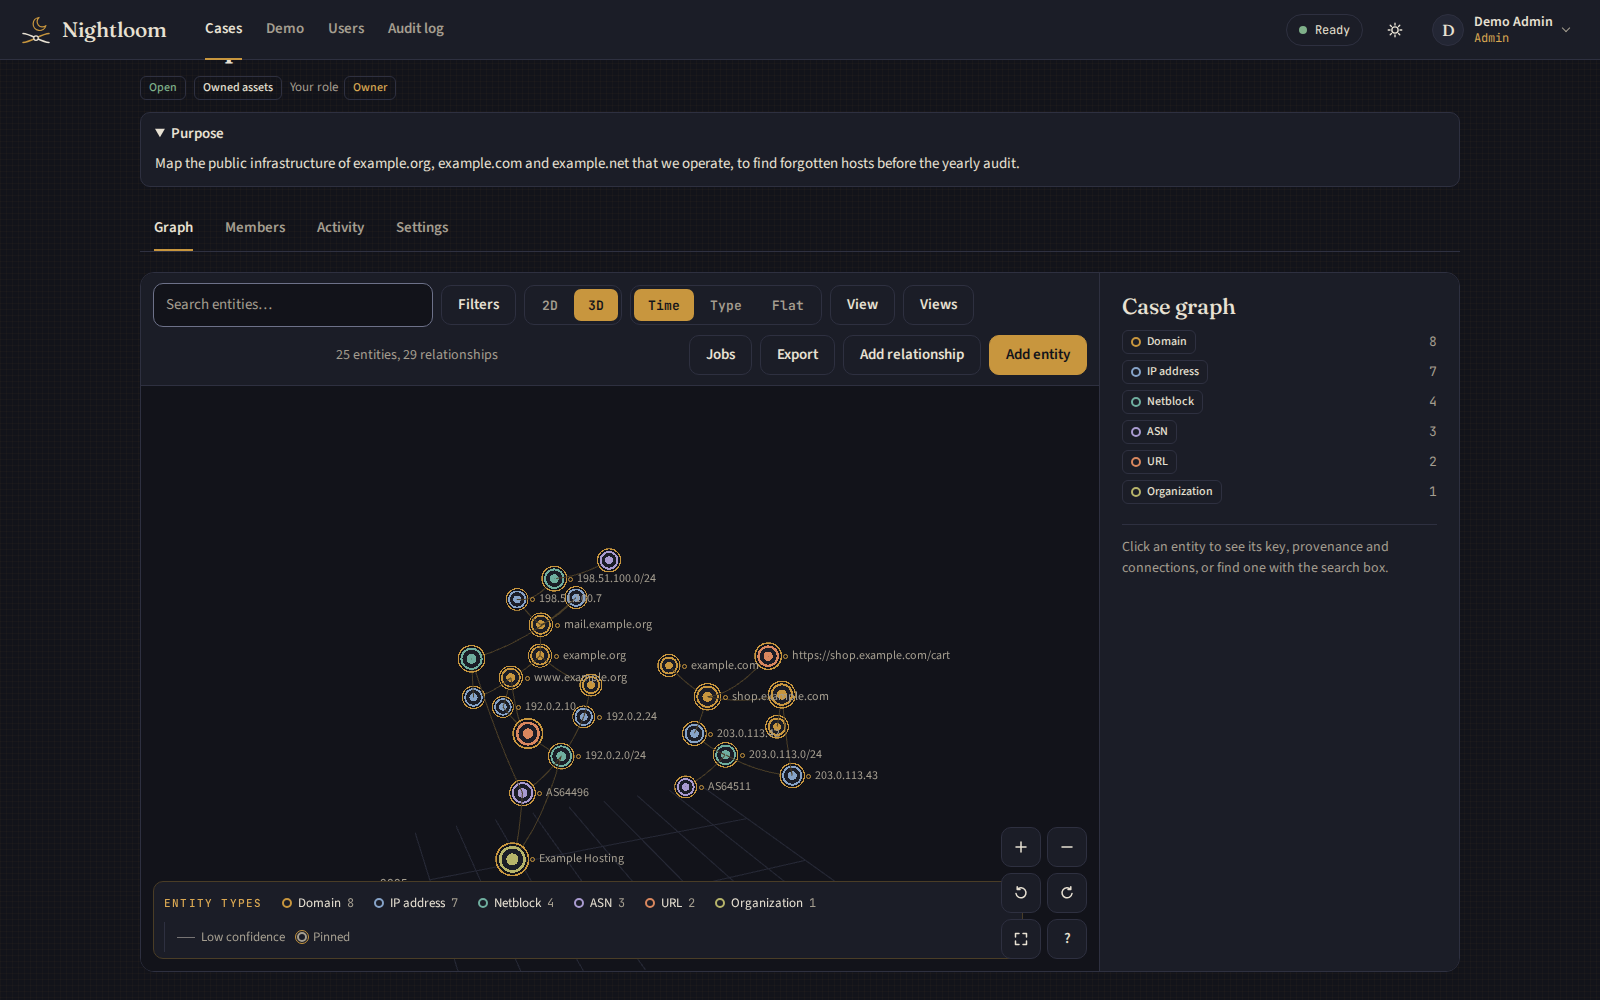 Nightloom
Cases Demo Users Audit log
Ready
D
Demo Admin
Admin
Open Owned assets Your role Owner
Purpose
Map the public infrastructure of example.org, example.com and example.net that we operate, to find forgotten hosts before the yearly audit.
Graph Members Activity Settings
Search entities…
Filters 2D 3D Time Type Flat View Views
25 entities, 29 relationships
Jobs Export Add relationship Add entity
198.51.100.0/24
mail.example.org
example.org
example.com
https://shop.example.com/cart
www.example.org
shop.example.com
192.0.2.10
192.0.2.24
192.0.2.0/24
203.0.113.0/24
203.0.113.43
AS64496
AS64511
Example Hosting
ENTITY TYPES Domain 8 IP address 7 Netblock 4 ASN 3 URL 2 Organization 1
Low confidence Pinned
+ −
?
Case graph
Domain 8
IP address 7
Netblock 4
ASN 3
URL 2
Organization 1
Click an entity to see its key, provenance and
connections, or find one with the search box.